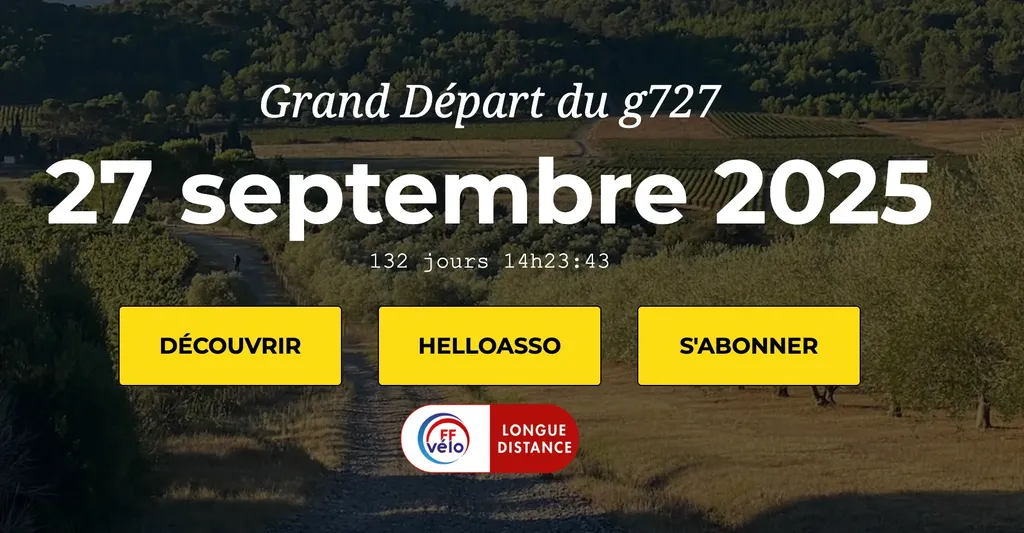 Grand Départ du g727
27 septembre 2025
132 jours 14h23:43
DÉCOUVRIR
HELLOASSO
S'ABONNER
FF
vélo
LONGUE
DISTANCE